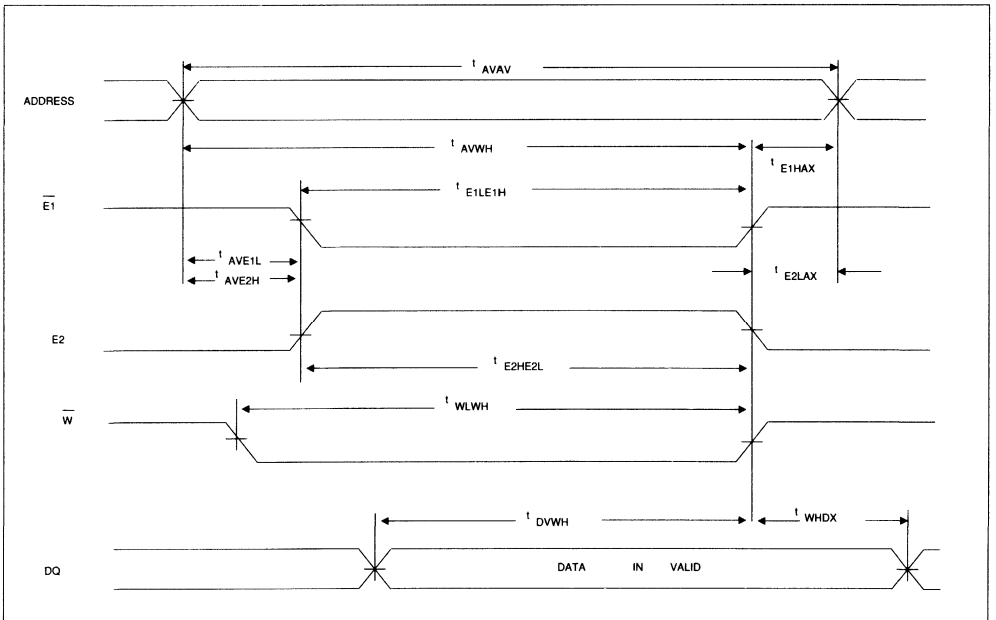 t AVAV
ADDRESS
t AVWH
t E1HAX
t E1LE1H
E1
t AVE1L
t AVE2H
t E2LAX
E2
t E2HE2L
t WLWH
W
t DVWH
t WHDX
DQ
DATA IN VALID